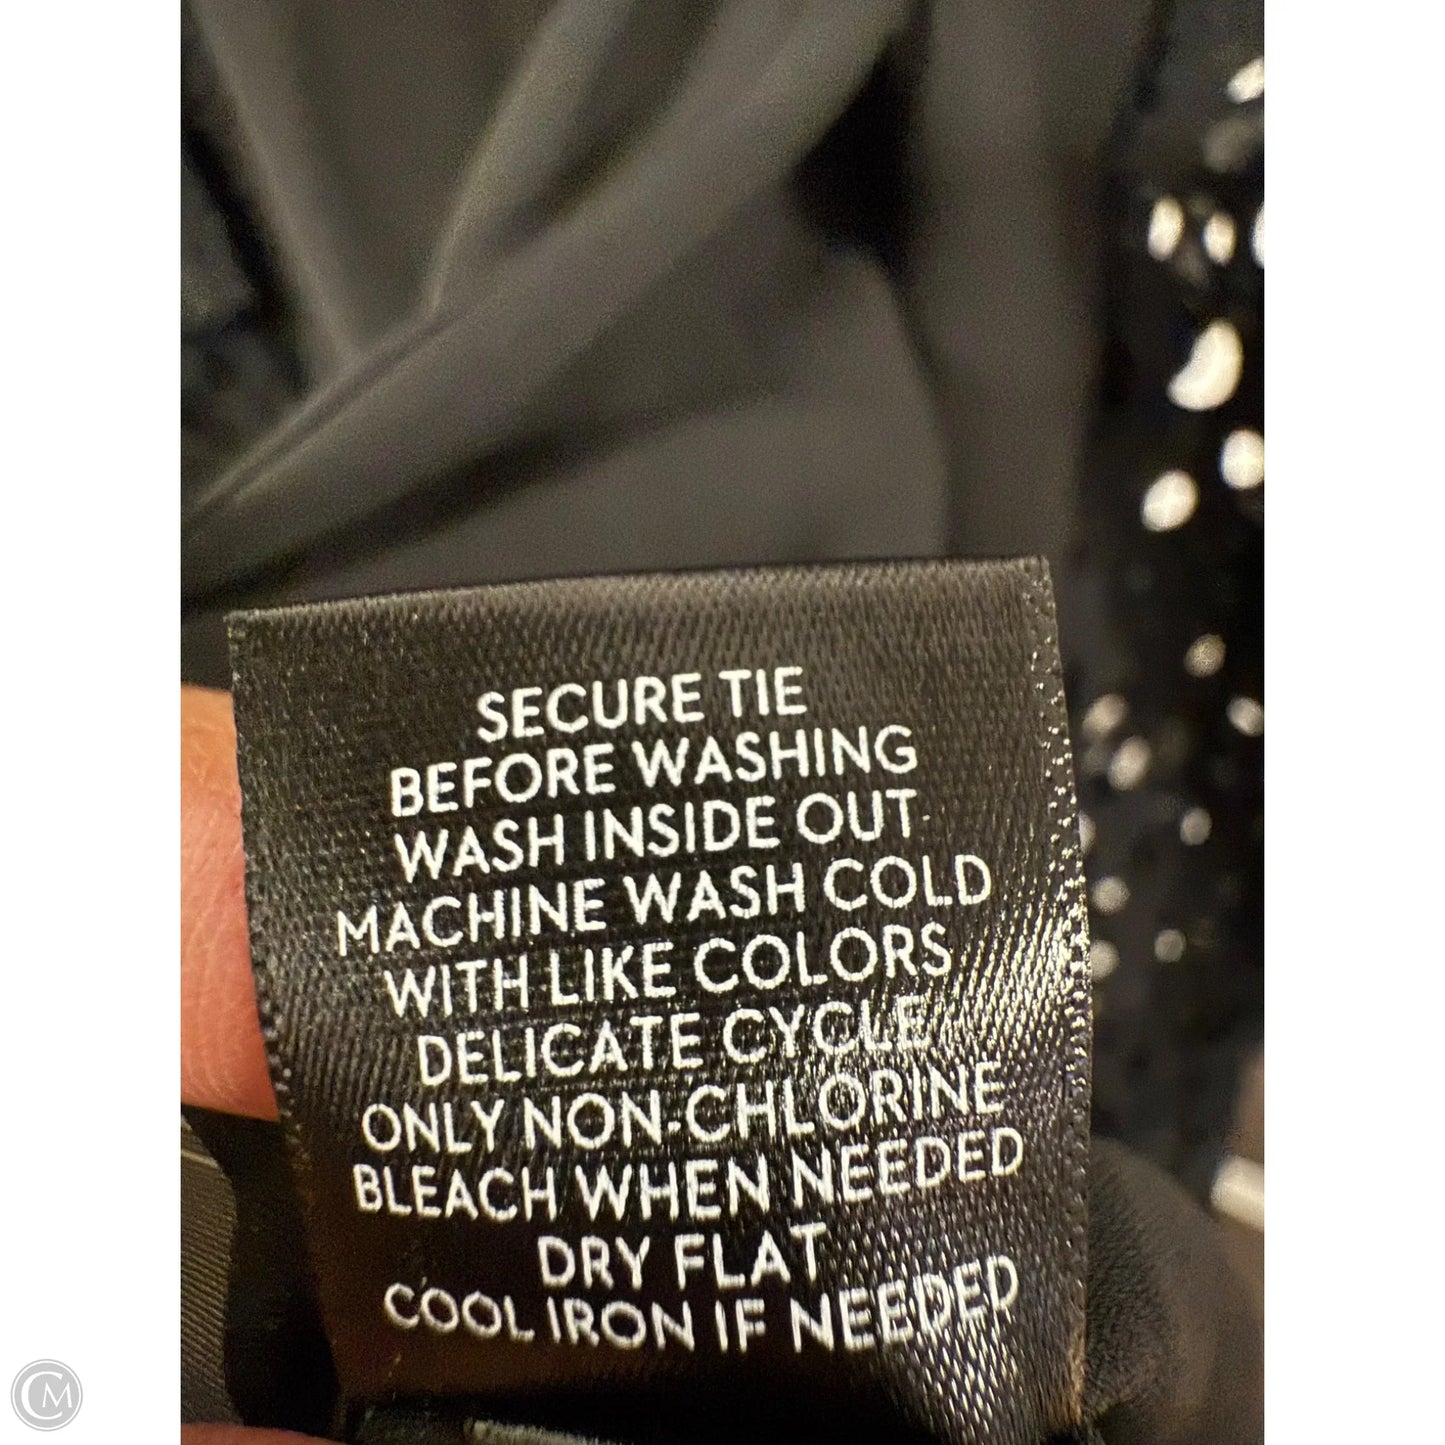 SECURE TIE
BEFORE WASHING
WASH INSIDE OUT
MACHINE WASH COLD
WITH LIKE COLORS
DELICATE CYCLE
ONLY NON-CHLORINE
BLEACH WHEN NEEDED
DRY FLAT
COOL IRON IF NEEDED
CM